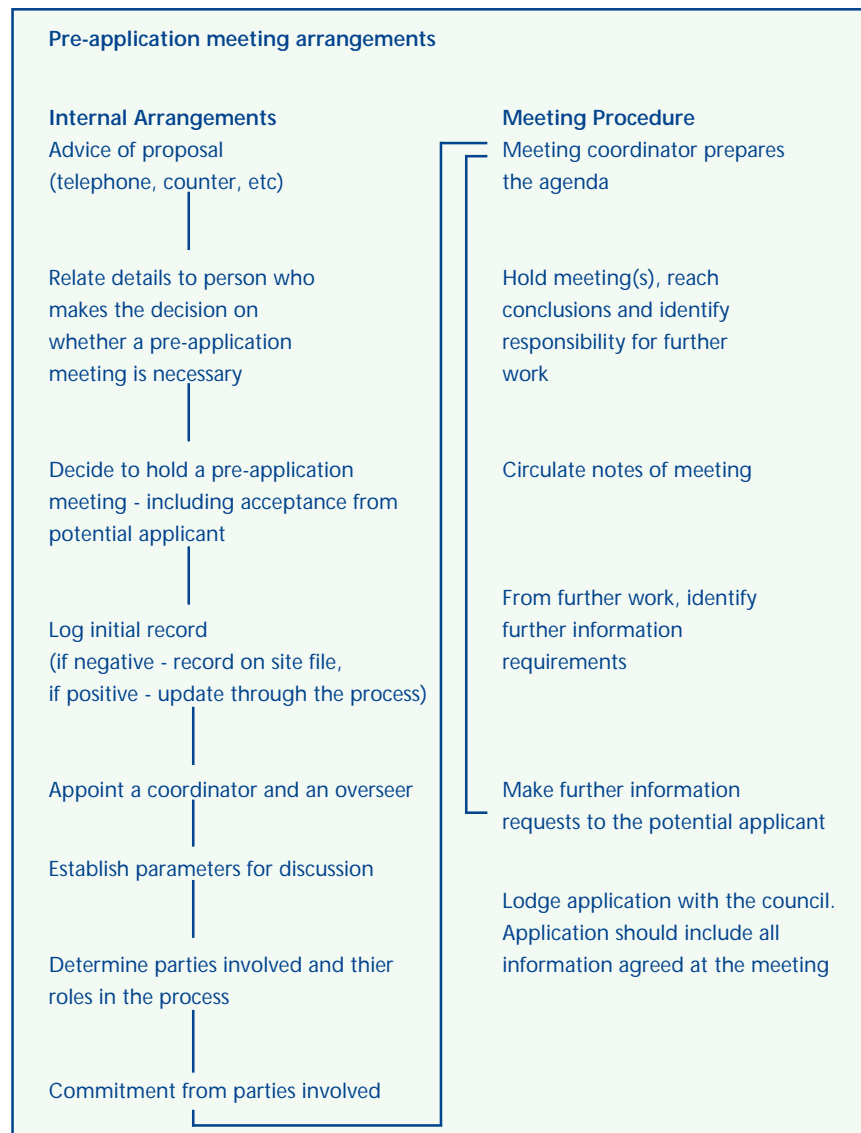 Pre-application meeting arrangements
Internal Arrangements
Advice of proposal
(telephone, counter, etc)
Relate details to person who
makes the decision on
whether a pre-application
meeting is necessary
Decide to hold a pre-application
meeting - including acceptance from
potential applicant
Log initial record
(if negative - record on site file,
if positive - update through the process)
Appoint a coordinator and an overseer
Establish parameters for discussion
Determine parties involved and thier
roles in the process
Commitment from parties involved
Meeting Procedure
Meeting coordinator prepares
the agenda
Hold meeting(s), reach
conclusions and identify
responsibility for further
work
Circulate notes of meeting
From further work, identify
further information
requirements
Make further information
requests to the potential applicant
Lodge application with the council.
Application should include all
information agreed at the meeting